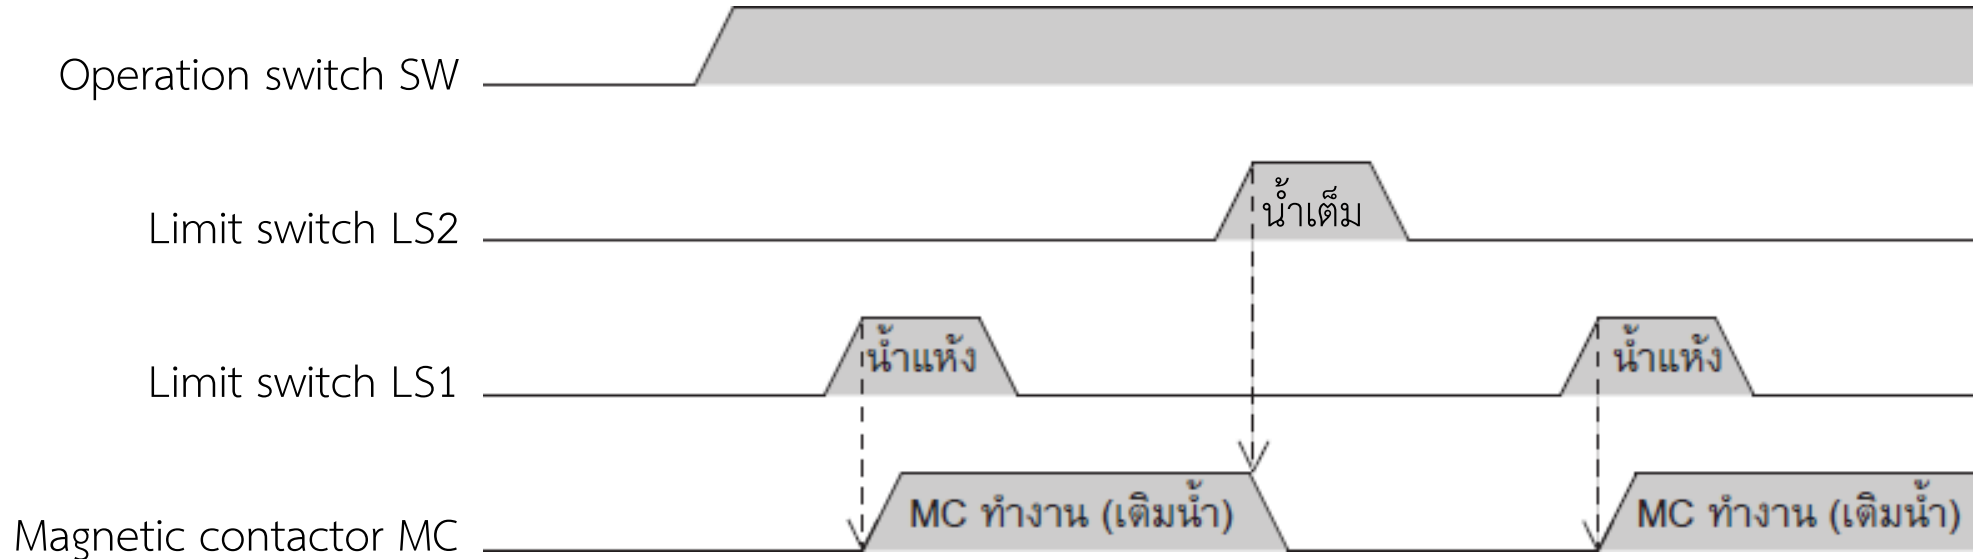 Operation switch SW
Limit switch LS2
น้ำเต็ม
Limit switch LS1
น้ำแห้ง
น้ำแห้ง
Magnetic contactor MC
MC ทำงาน (เติมน้ำ)
MC ทำงาน (เติมน้ำ)